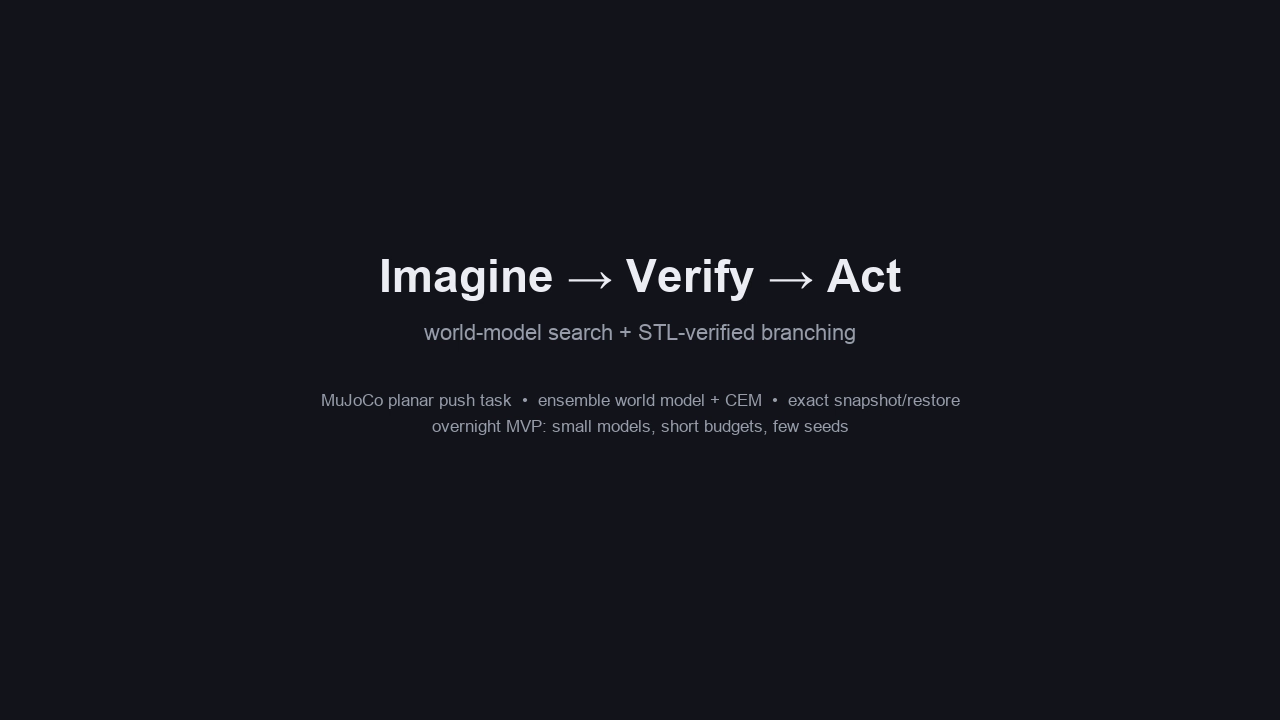 Imagine → Verify → Act
world-model search + STL-verified branching
MuJoCo planar push task • ensemble world model + CEM • exact snapshot/restore
overnight MVP: small models, short budgets, few seeds